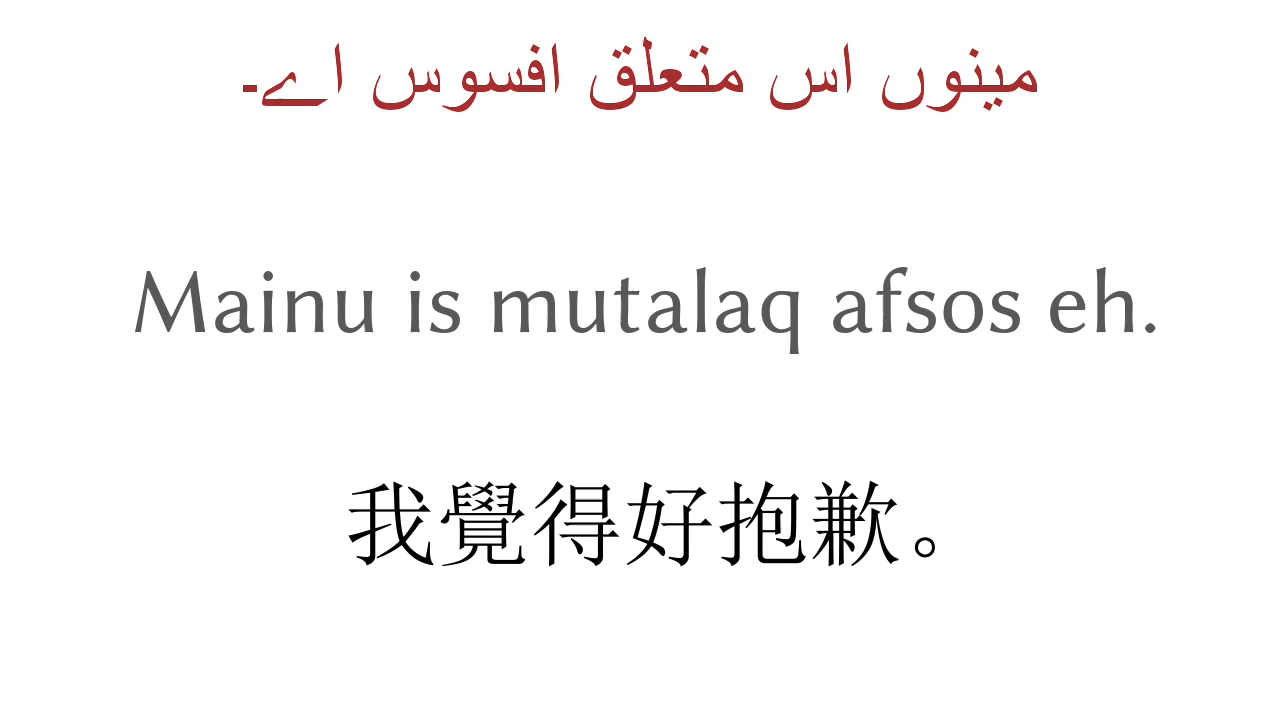 مینوں اس متعلق افسوس اے۔
Mainu is mutalaq afsos eh.
我覺得好抱歉。